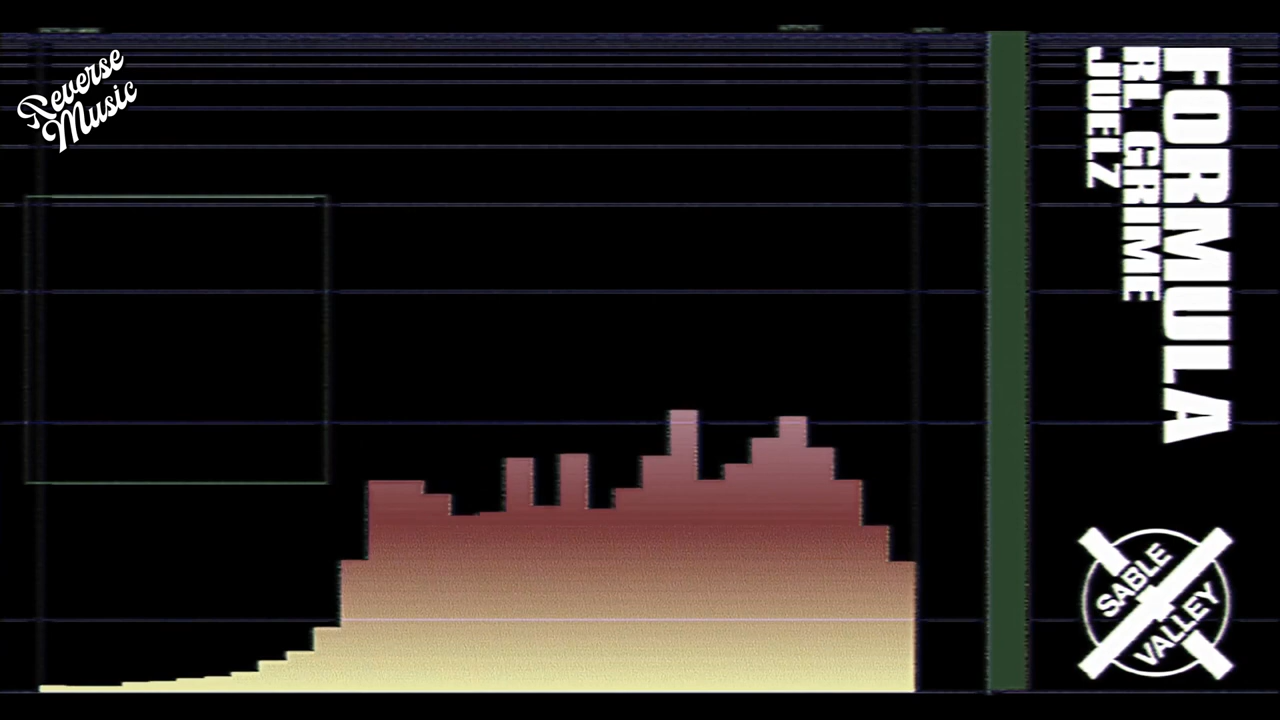 Reverse
Music
FORMULA
RL GRIME
JUELZ
SABLE
VALLEY